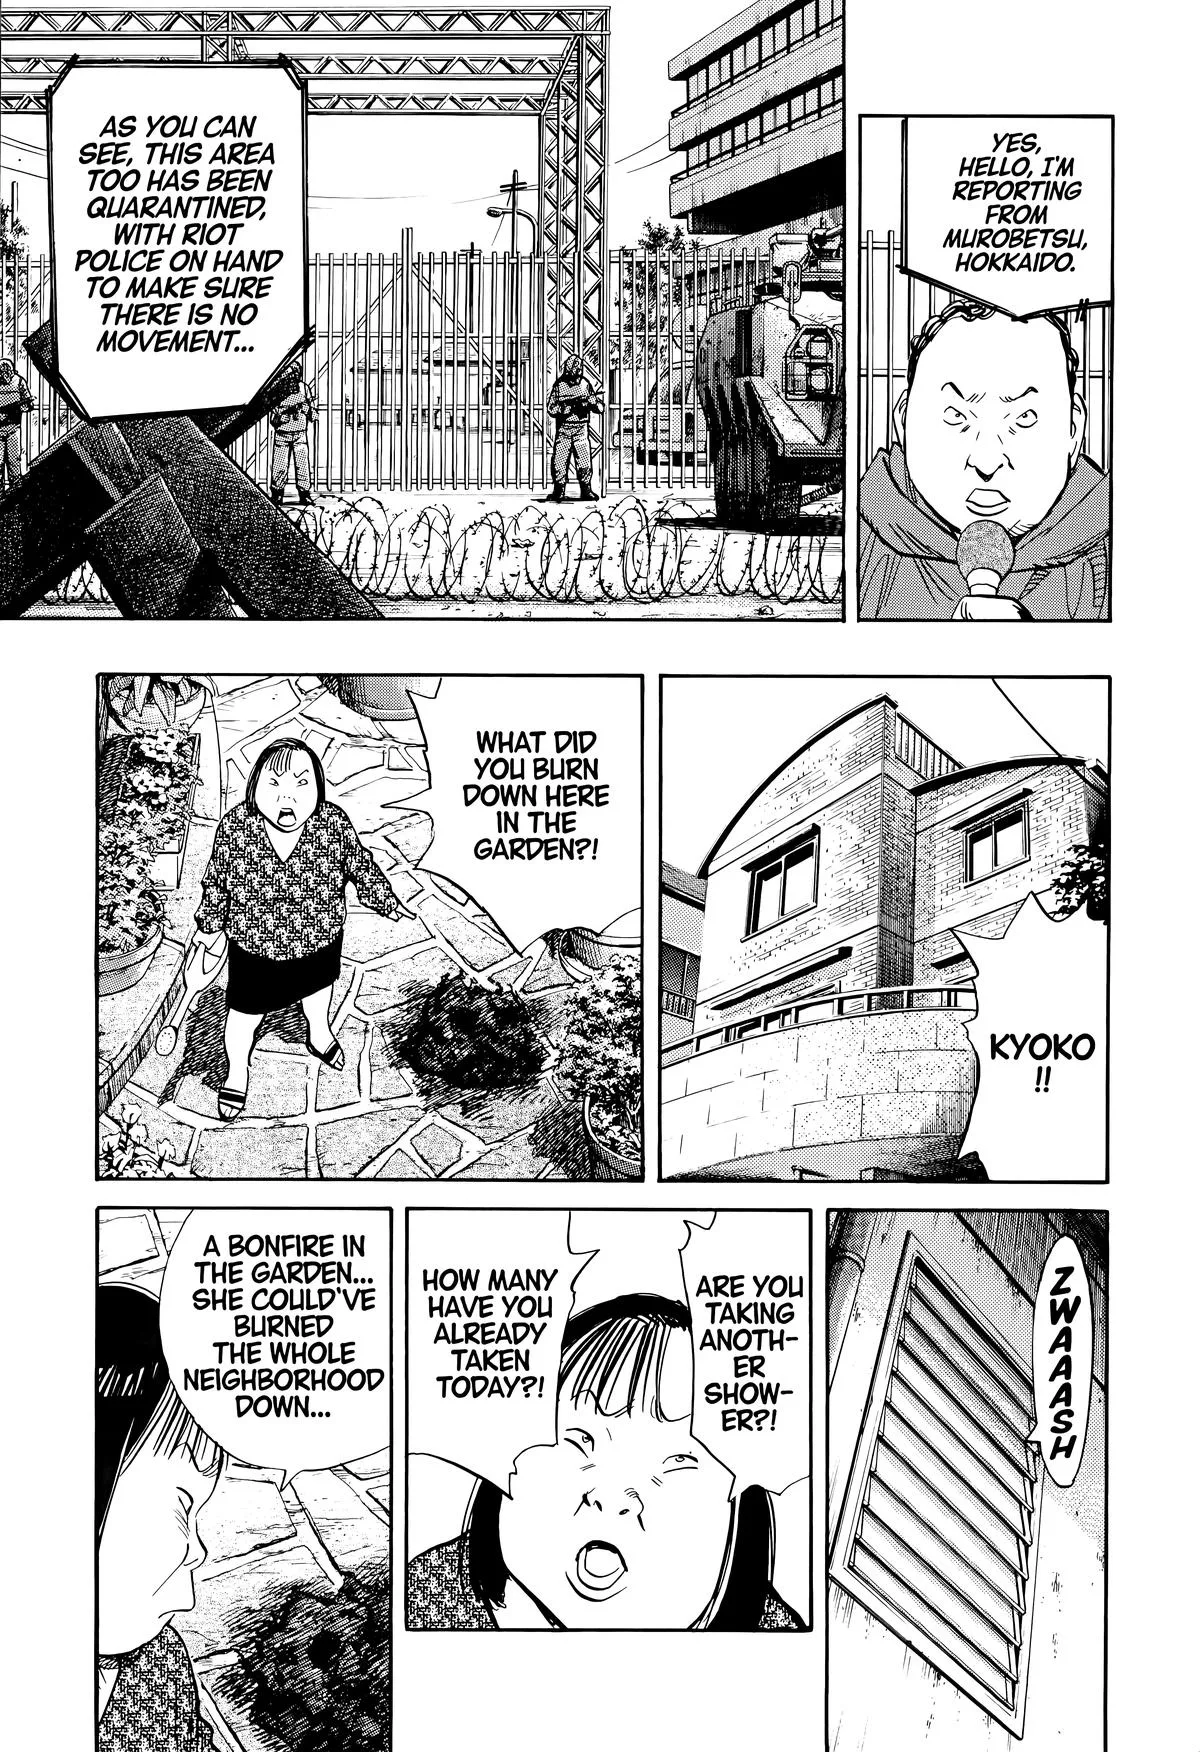 YES,
HELLO, I'M
REPORTING
FROM
MUROBETSU,
HOKKAIDO.
AS YOU CAN
SEE, THIS AREA
TOO HAS BEEN
QUARANTINED,
WITH RIOT
POLICE ON HAND
TO MAKE SURE
THERE IS NO
MOVEMENT...
KYOKO
!!
WHAT DID
YOU BURN
DOWN HERE
IN THE
GARDEN?!
ZWAAASH
ARE YOU
TAKING
ANOTH-
ER
SHOW-
ER?!
HOW MANY
HAVE YOU
ALREADY
TAKEN
TODAY?!
A BONFIRE IN
THE GARDEN...
SHE COULD'VE
BURNED
THE WHOLE
NEIGHBORHOOD
DOWN...